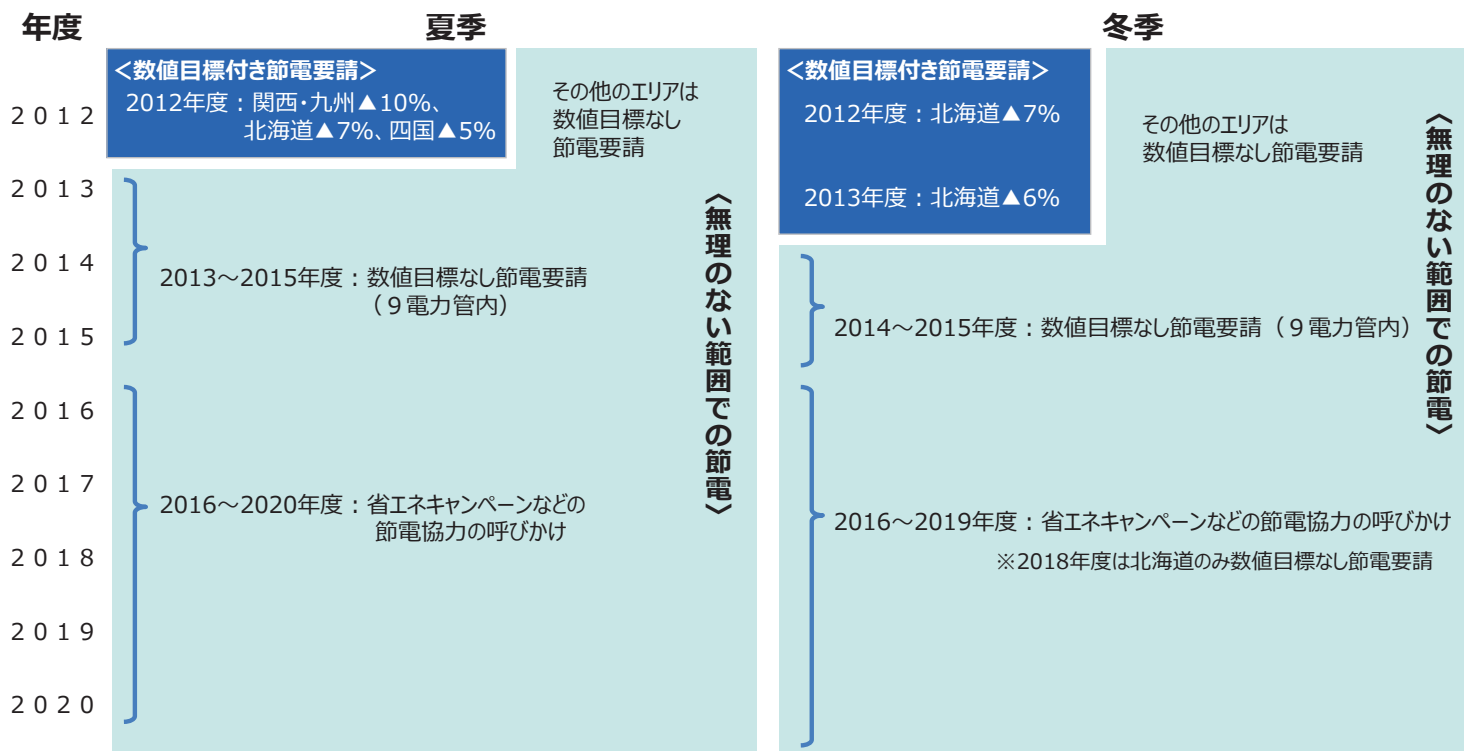 年度
夏季
冬季
2012
2013
2014
2015
2016
2017
2018
2019
2020
<数値目標付き節電要請>
2012年度：関西・九州▲10%、
北海道▲7%、四国▲5%
その他のエリアは
数値目標なし
節電要請
2013～2015年度：数値目標なし節電要請
（９電力管内）
2016～2020年度：省エネキャンペーンなどの
節電協力の呼びかけ
〈無理のない範囲での節電〉
<数値目標付き節電要請>
2012年度：北海道▲7%
2013年度：北海道▲6%
その他のエリアは
数値目標なし節電要請
2014～2015年度：数値目標なし節電要請（９電力管内）
2016～2019年度：省エネキャンペーンなどの節電協力の呼びかけ
※2018年度は北海道のみ数値目標なし節電要請
〈無理のない範囲での節電〉